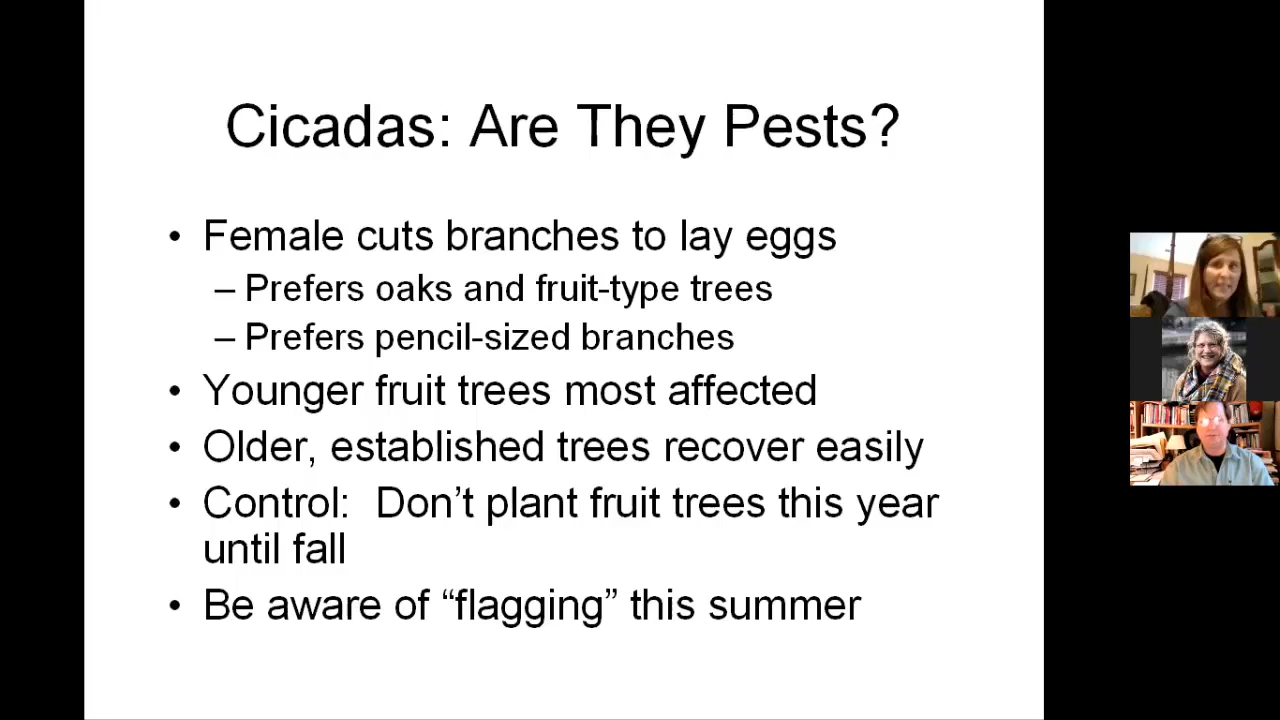 Cicadas: Are They Pests?
• Female cuts branches to lay eggs
– Prefers oaks and fruit-type trees
– Prefers pencil-sized branches
• Younger fruit trees most affected
• Older, established trees recover easily
• Control:  Don’t plant fruit trees this year
until fall
• Be aware of “flagging” this summer